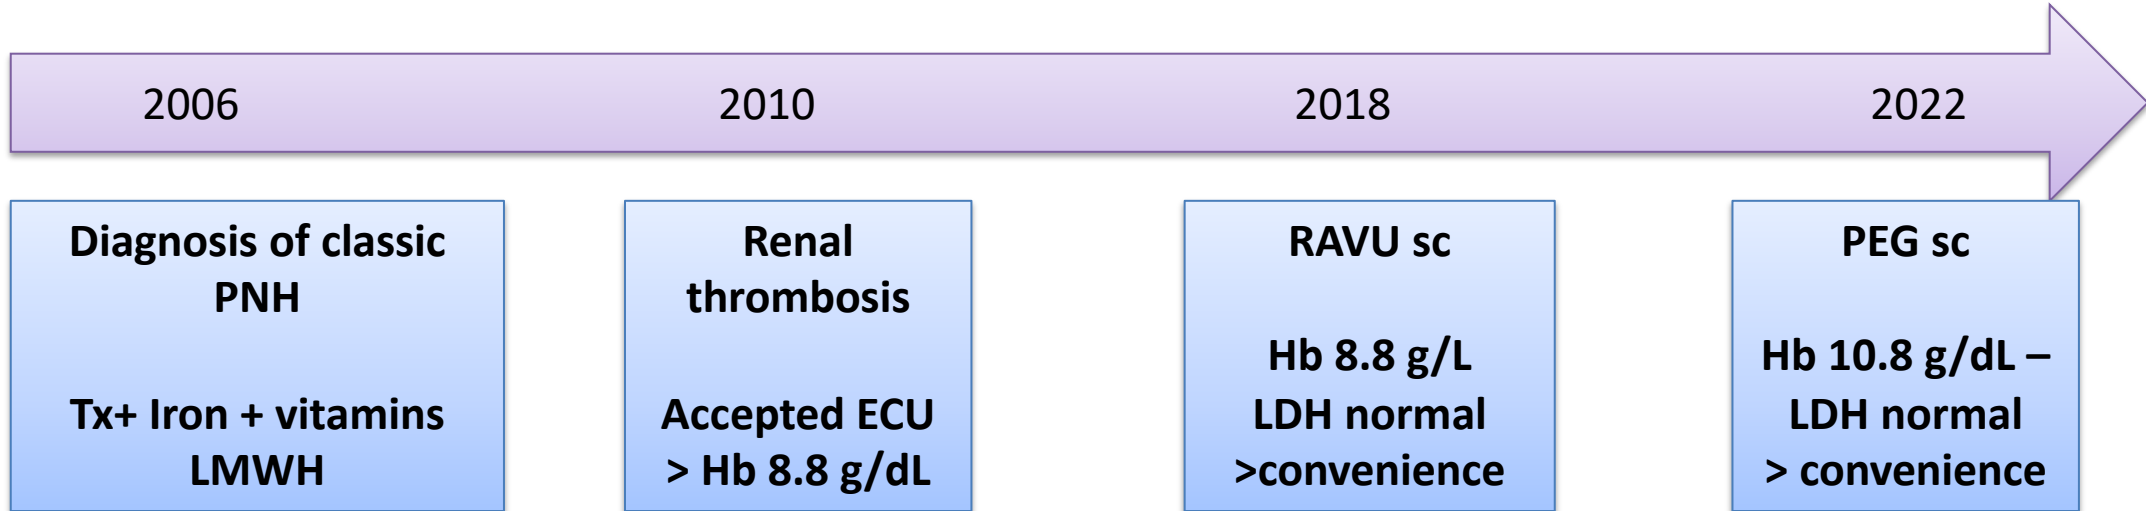 2006
2010
2018
2022
Diagnosis of classic
PNH
Tx+ Iron + vitamins
LMWH
Renal
thrombosis
Accepted ECU
> Hb 8.8 g/dL
RAVU sc
Hb 8.8 g/L
LDH normal
>convenience
PEG sc
Hb 10.8 g/dL –
LDH normal
> convenience